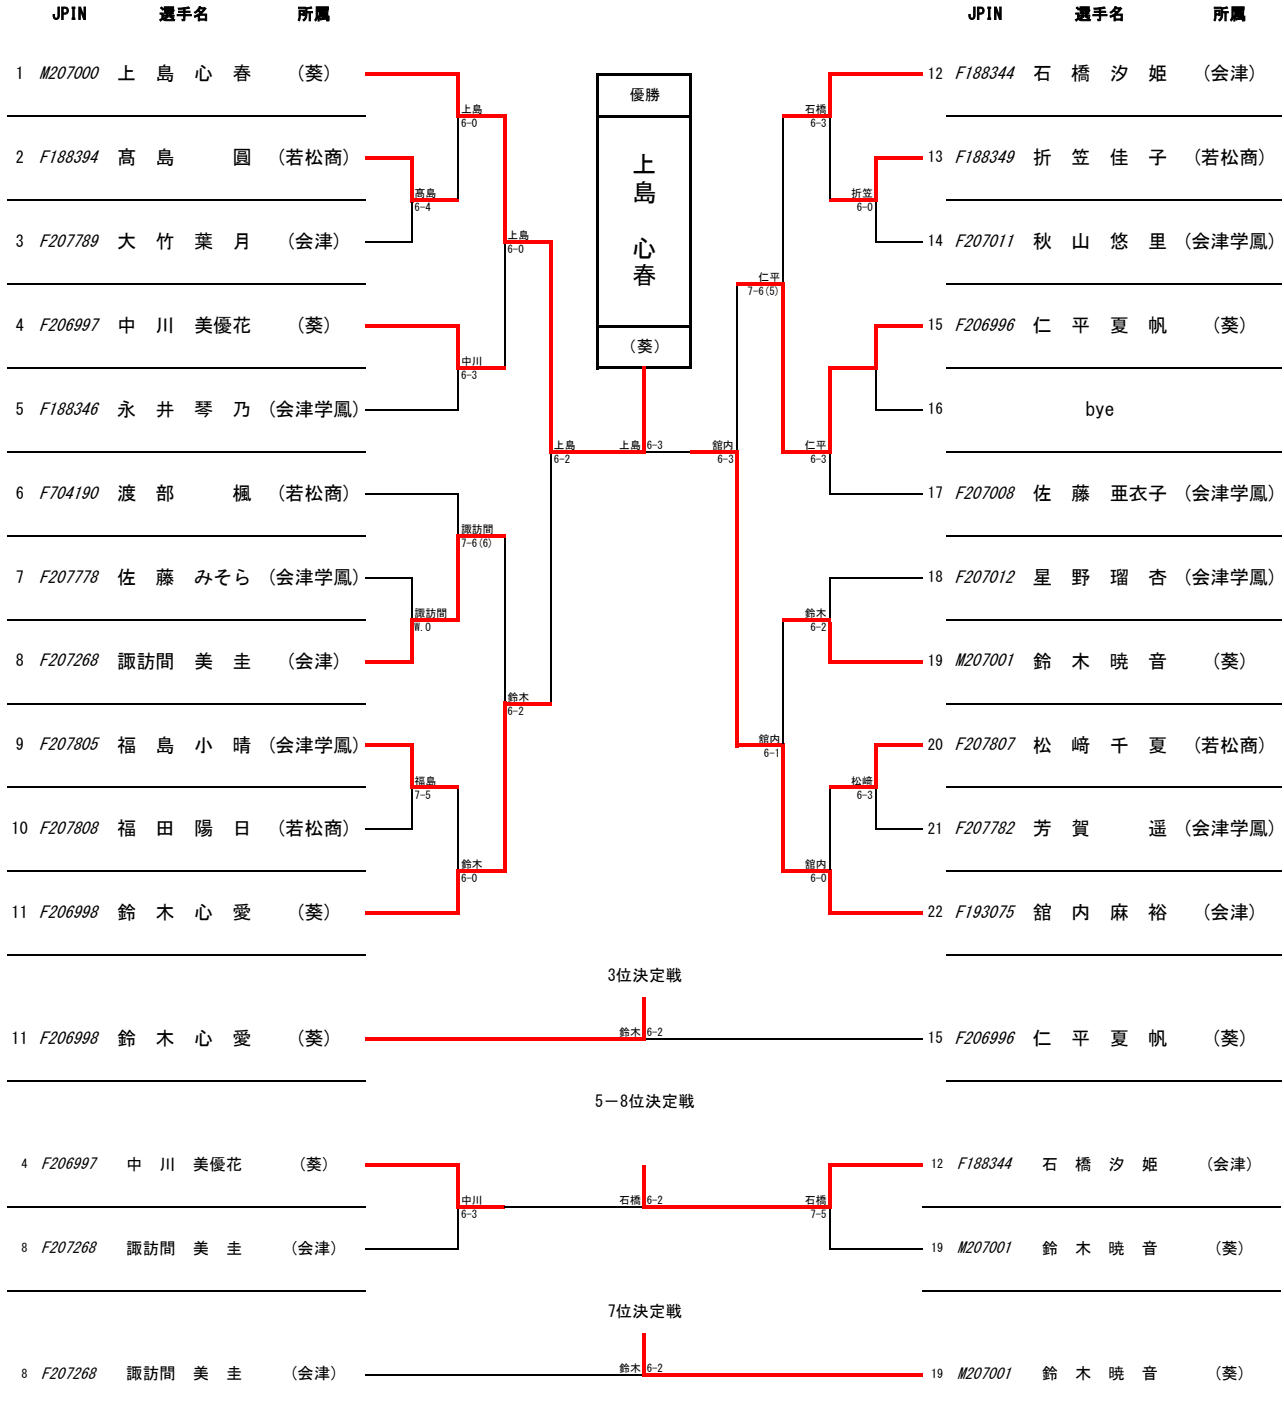 JPIN 選手名 所属 JPIN 選手名 所属
1 M207000 上 島 心 春 (葵) 12 F188344 石 橋 汐 姫 (会津)
優勝
上島 石橋
6-0 6-3
2 F188394 髙 島 圓 (若松商) 13 F188349 折 笠 佳 子 (若松商)
上島 心春
髙島 折笠
6-4 6-0
3 F207789 大 竹 葉 月 (会津) 14 F207011 秋 山 悠 里 (会津学鳳)
上島
6-0
仁平
7-6(5)
4 F206997 中 川 美優花 (葵) 15 F206996 仁 平 夏 帆 (葵)
(葵)
中川
6-3
5 F188346 永 井 琴 乃 (会津学鳳) 16 bye
上島 上島 6-3 舘内 仁平
6-2 6-3 6-3
6 F704190 渡 部 楓 (若松商) 17 F207008 佐 藤 亜衣子 (会津学鳳)
諏訪間
7-6(6)
7 F207778 佐 藤 みそら (会津学鳳) 18 F207012 星 野 瑠 杏 (会津学鳳)
諏訪間 鈴木
W.O 6-2
8 F207268 諏訪間 美 圭 (会津) 19 M207001 鈴 木 暁 音 (葵)
鈴木
6-2
9 F207805 福 島 小 晴 (会津学鳳) 20 F207807 松 﨑 千 夏 (若松商)
舘内
6-1
福島 松﨑
7-5 6-3
10 F207808 福 田 陽 日 (若松商) 21 F207782 芳 賀 遥 (会津学鳳)
鈴木 舘内
6-0 6-0
11 F206998 鈴 木 心 愛 (葵) 22 F193075 舘 内 麻 裕 (会津)
3位決定戦
鈴木 6-2
11 F206998 鈴 木 心 愛 (葵) 15 F206996 仁 平 夏 帆 (葵)
5－8位決定戦
4 F206997 中 川 美優花 (葵) 12 F188344 石 橋 汐 姫 (会津)
中川 石橋 6-2 石橋
6-3 7-5
8 F207268 諏訪間 美 圭 (会津) 19 M207001 鈴 木 暁 音 (葵)
7位決定戦
鈴木 6-2
8 F207268 諏訪間 美 圭 (会津) 19 M207001 鈴 木 暁 音 (葵)